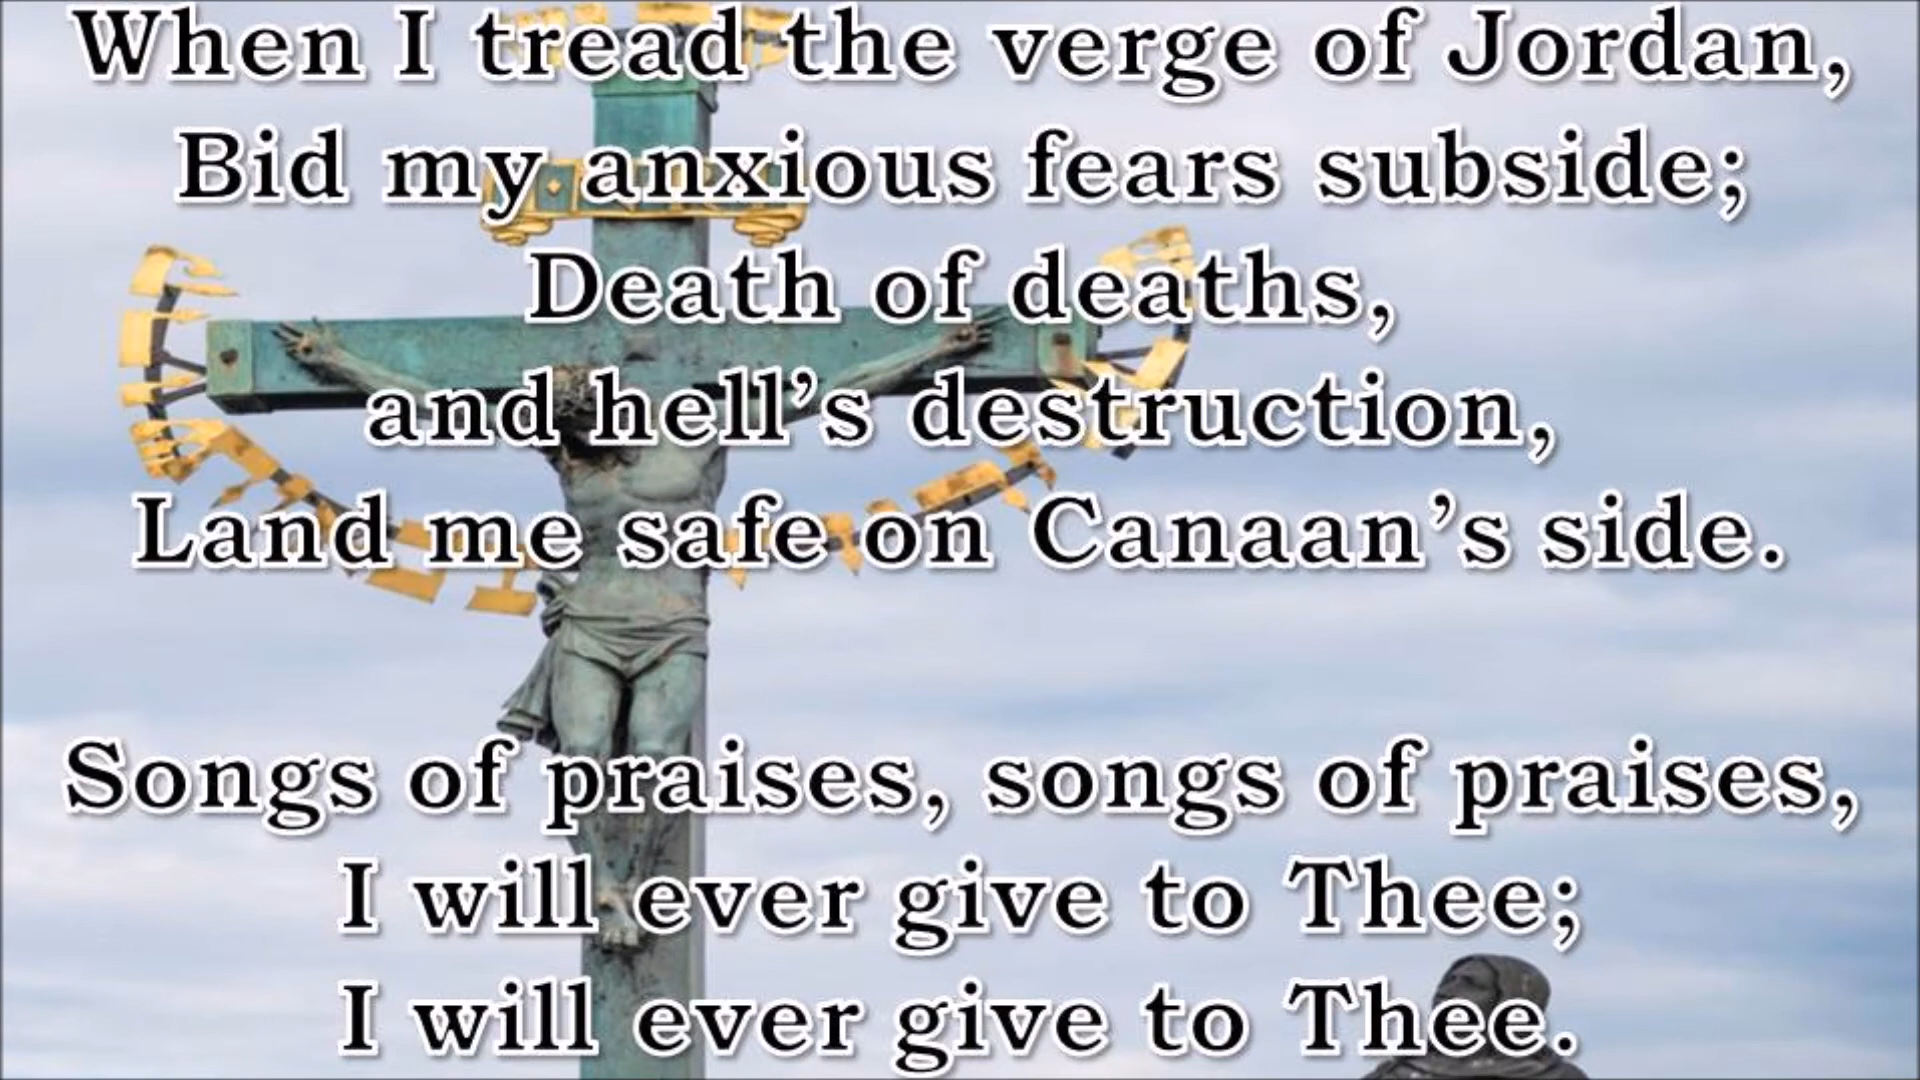 When I tread the verge of Jordan,
Bid my anxious fears subside;
Death of deaths,
and hell’s destruction,
Land me safe on Canaan’s side.
Songs of praises, songs of praises,
I will ever give to Thee;
I will ever give to Thee.